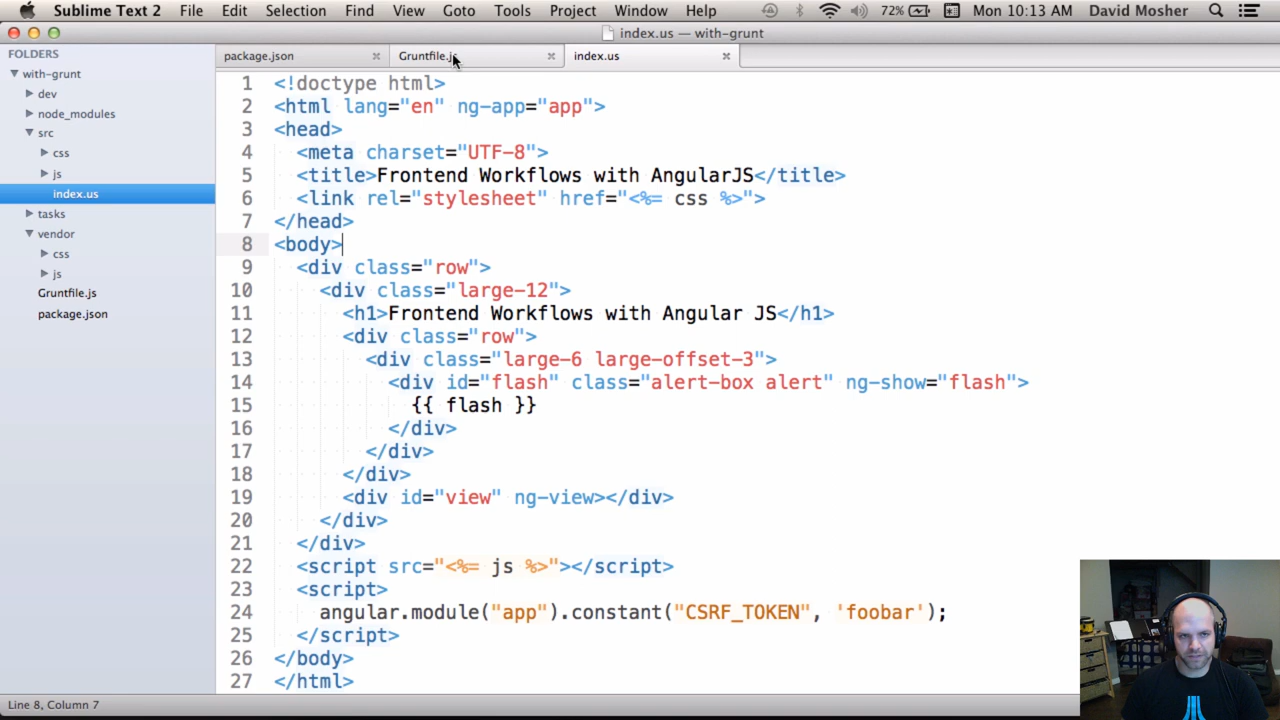 Sublime Text 2 File Edit Selection Find View Goto Tools Project Window Help 72% Mon 10:13 AM David Mosher
index.us — with-grunt
FOLDERS
with-grunt
dev
node_modules
src
css
js
index.us
tasks
vendor
css
js
Gruntfile.js
package.json
package.json Gruntfile.js index.us
1 <!doctype html>
2 <html lang="en" ng-app="app">
3 <head>
4 <meta charset="UTF-8">
5 <title>Frontend Workflows with AngularJS</title>
6 <link rel="stylesheet" href="<%= css %>">
7 </head>
8 <body>
9 <div class="row">
10 <div class="large-12">
11 <h1>Frontend Workflows with Angular JS</h1>
12 <div class="row">
13 <div class="large-6 large-offset-3">
14 <div id="flash" class="alert-box alert" ng-show="flash">
15 {{ flash }}
16 </div>
17 </div>
18 </div>
19 <div id="view" ng-view></div>
20 </div>
21 </div>
22 <script src="<%= js %>"></script>
23 <script>
24 angular.module("app").constant("CSRF_TOKEN", 'foobar');
25 </script>
26 </body>
27 </html>
Line 8, Column 7